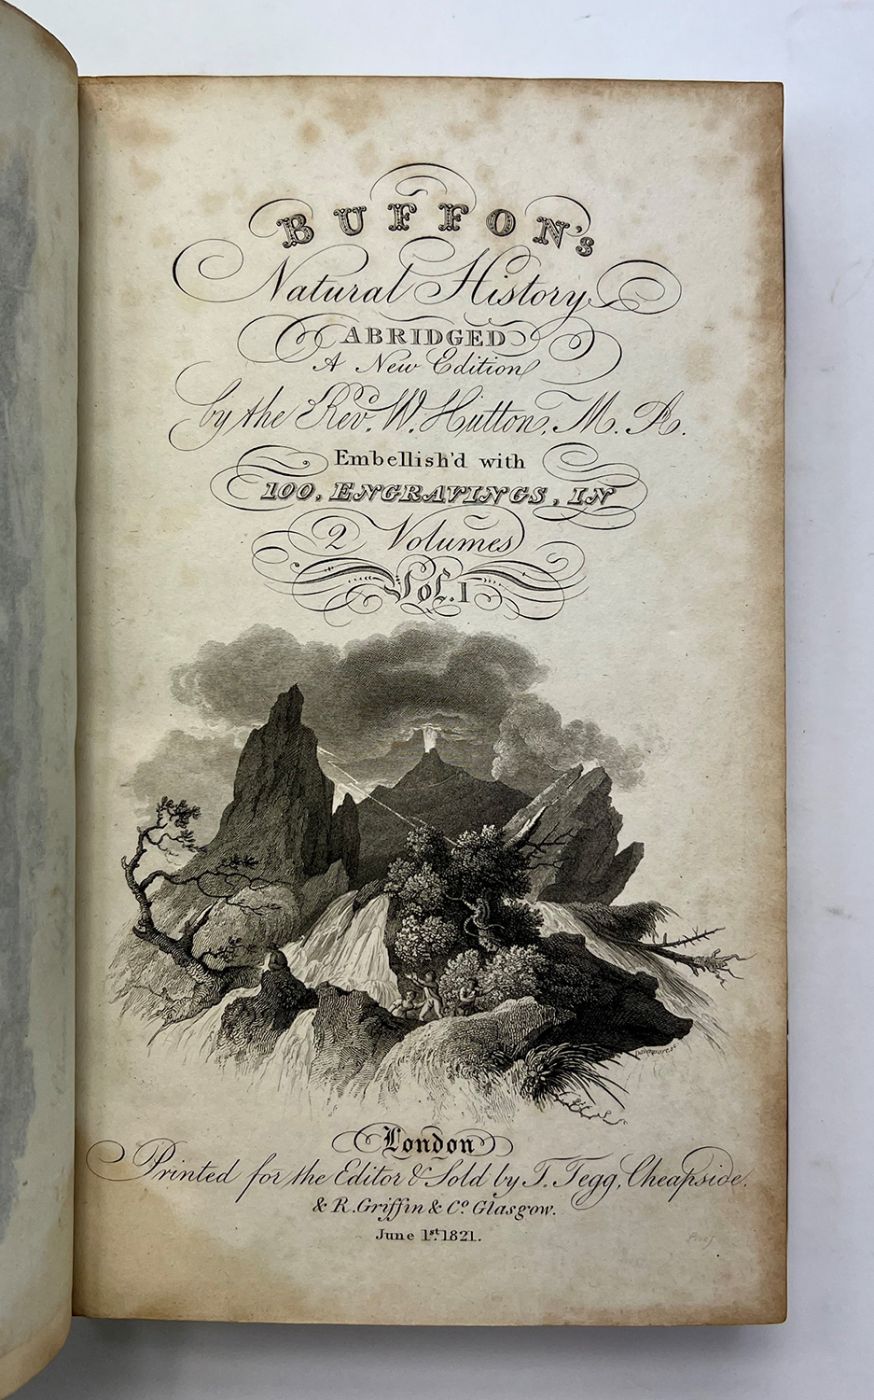 BUFFON's
Natural History
ABRIDGED
A New Edition
by the Rev. W. Hutton, M. A.
Embellish'd with
100, ENGRAVINGS, IN
2 Volumes
Vol. 1
London
Printed for the Editor & Sold by T. Tegg, Cheapside.
& R. Griffin & Co. Glasgow.
June 1st. 1821.